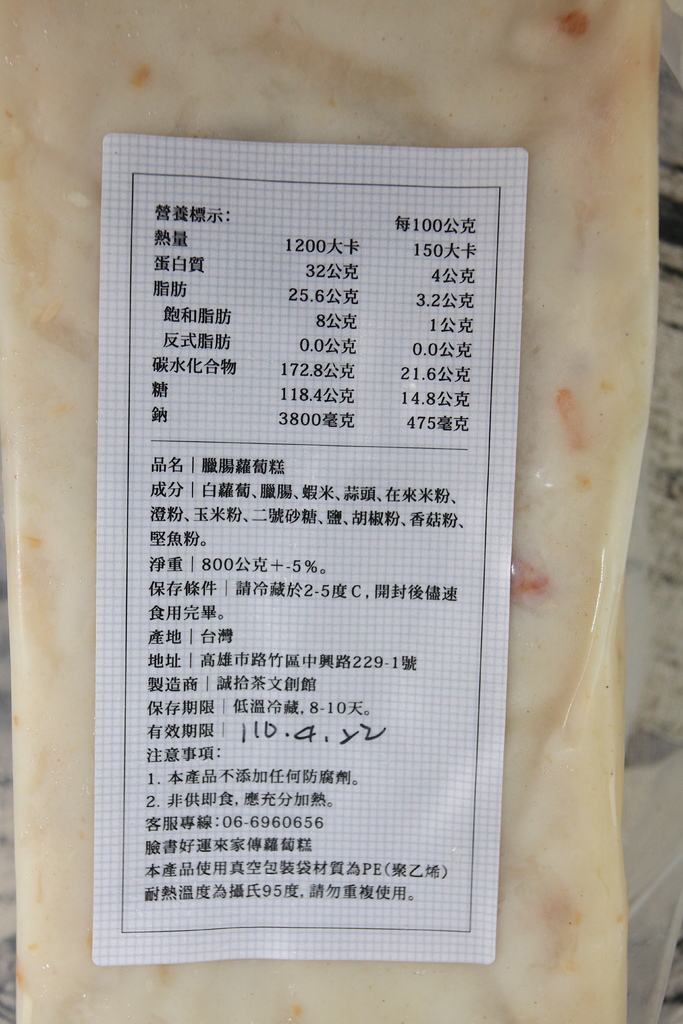 營養標示: 每100公克
熱量 1200大卡 150大卡
蛋白質 32公克 4公克
脂肪 25.6公克 3.2公克
飽和脂肪 8公克 1公克
反式脂肪 0.0公克 0.0公克
碳水化合物 172.8公克 21.6公克
糖 118.4公克 14.8公克
鈉 3800毫克 475毫克
品名｜臘腸蘿蔔糕
成分｜白蘿蔔、臘腸、蝦米、蒜頭、在來米粉、
澄粉、玉米粉、二號砂糖、鹽、胡椒粉、香菇粉、
堅魚粉。
淨重｜800公克+-5%。
保存條件｜請冷藏於2-5度C,開封後儘速
食用完畢。
產地｜台灣
地址｜高雄市路竹區中興路229-1號
製造商｜誠拾茶文創館
保存期限｜低溫冷藏, 8-10天。
有效期限｜110.4.22
注意事項:
1. 本產品不添加任何防腐劑。
2. 非供即食, 應充分加熱。
客服專線:06-6960656
臉書好運來家傳蘿蔔糕
本產品使用真空包裝袋材質為PE(聚乙烯)
耐熱溫度為攝氏95度, 請勿重複使用。